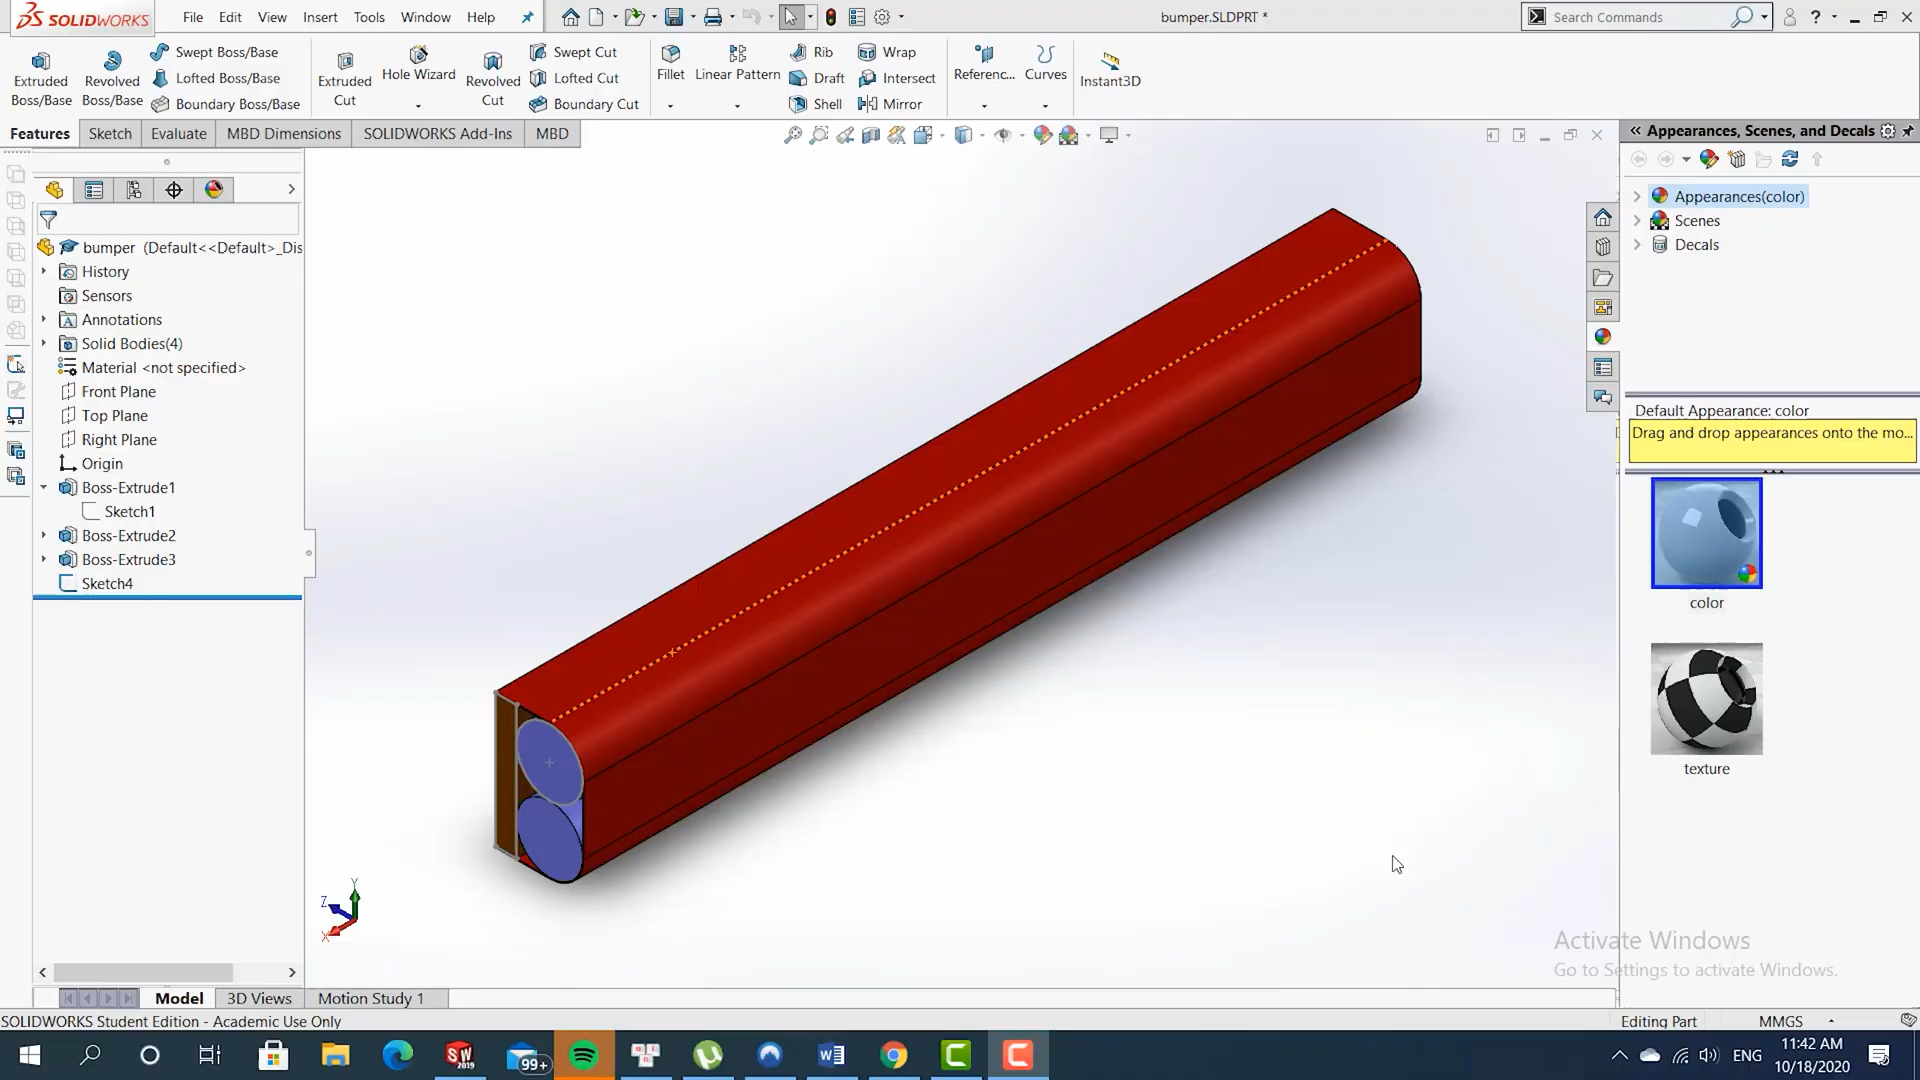 SOLIDWORKS File Edit View Insert Tools Window Help bumper.SLDPRT * Search Commands ?
Extruded Boss/Base
Revolved Boss/Base
Swept Boss/Base
Lofted Boss/Base
Boundary Boss/Base
Extruded Cut
Hole Wizard
Revolved Cut
Swept Cut
Lofted Cut
Boundary Cut
Fillet
Linear Pattern
Rib
Draft
Shell
Wrap
Intersect
Mirror
Referenc...
Curves
Instant3D
Features Sketch Evaluate MBD Dimensions SOLIDWORKS Add-Ins MBD
bumper (Default<<Default>_Dis
History
Sensors
Annotations
Solid Bodies(4)
Material <not specified>
Front Plane
Top Plane
Right Plane
Origin
Boss-Extrude1
Sketch1
Boss-Extrude2
Boss-Extrude3
Sketch4
Y
Z
X
Appearances, Scenes, and Decals
Appearances(color)
Scenes
Decals
Default Appearance: color
Drag and drop appearances onto the mo...
color
texture
Activate Windows
Go to Settings to activate Windows.
Model 3D Views Motion Study 1
SOLIDWORKS Student Edition - Academic Use Only Editing Part MMGS
SW 2019
99+
W
ENG
11:42 AM
10/18/2020